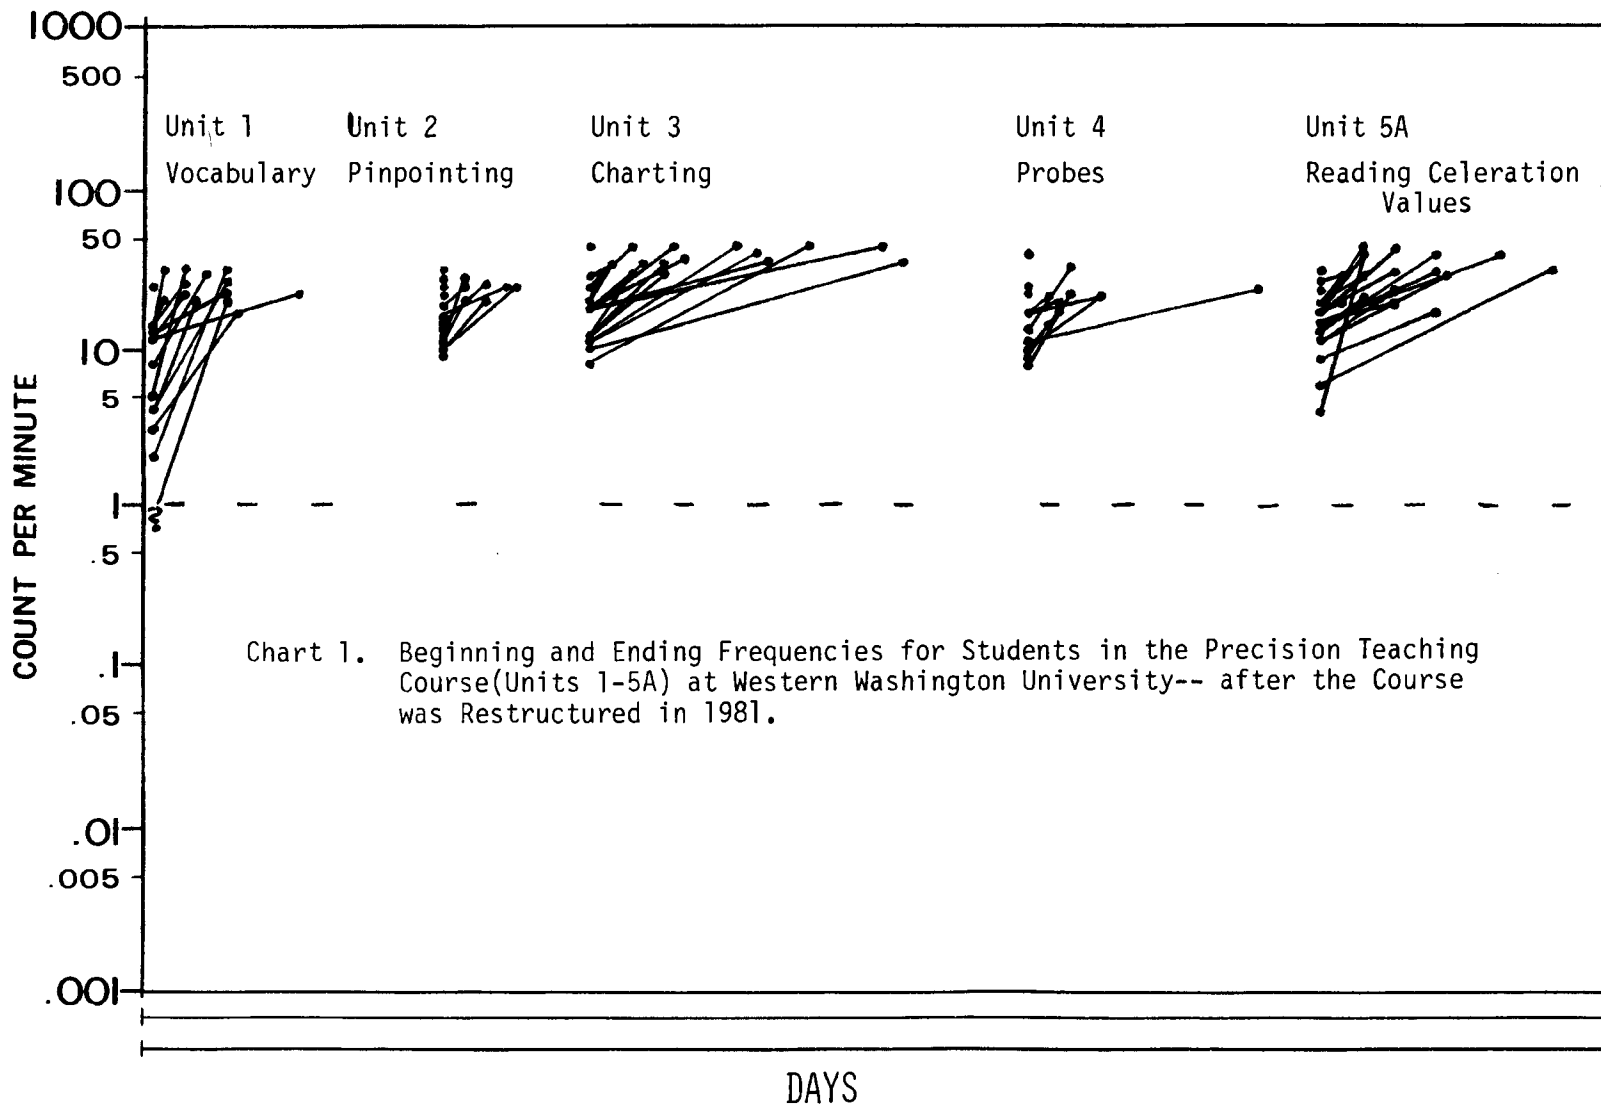 1000
500
Unit 1 Unit 2 Unit 3 Unit 4 Unit 5A
Vocabulary Pinpointing Charting Probes Reading Celeration
Values
100
50
10
5
1
.5
.1
.05
.01
.005
.001
COUNT PER MINUTE
Chart 1. Beginning and Ending Frequencies for Students in the Precision Teaching
Course(Units 1-5A) at Western Washington University-- after the Course
was Restructured in 1981.
DAYS